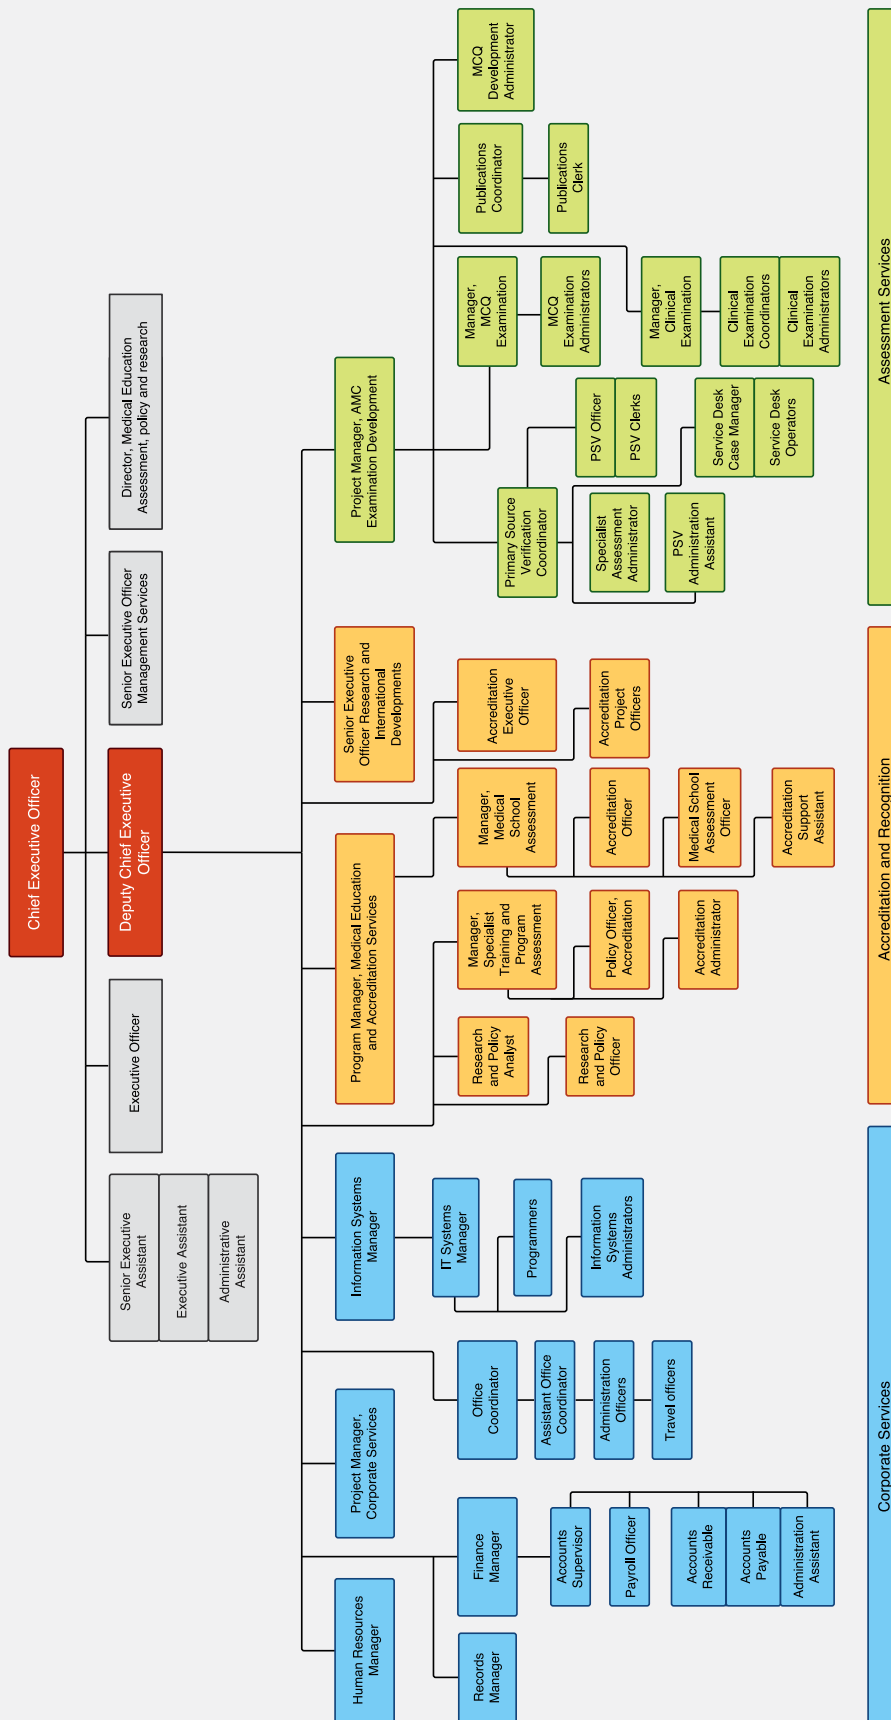 Chief Executive Officer
Senior Executive
Assistant
Executive Assistant
Administrative
Assistant
Executive Officer
Deputy Chief Executive
Officer
Senior Executive Officer
Management Services
Director, Medical Education
Assessment, policy and research
Human Resources
Manager
Project Manager,
Corporate Services
Information Systems
Manager
Program Manager, Medical Education
and Accreditation Services
Senior Executive
Officer Research and
International
Developments
Project Manager, AMC
Examination Development
Records
Manager
Finance
Manager
Accounts
Supervisor
Payroll Officer
Accounts
Receivable
Accounts
Payable
Administration
Assistant
Office
Coordinator
Assistant Office
Coordinator
Administration
Officers
Travel officers
IT Systems
Manager
Programmers
Information
Systems
Administrators
Research
and Policy
Analyst
Research
and Policy
Officer
Manager,
Specialist
Training and
Program
Assessment
Policy Officer,
Accreditation
Accreditation
Administrator
Manager,
Medical
School
Assessment
Accreditation
Officer
Medical School
Assessment
Officer
Accreditation
Support
Assistant
Accreditation
Executive
Officer
Accreditation
Project
Officers
Primary Source
Verification
Coordinator
Specialist
Assessment
Administrator
PSV
Administration
Assistant
PSV Officer
PSV Clerks
Service Desk
Case Manager
Service Desk
Operators
Manager,
MCQ
Examination
MCQ
Examination
Administrators
Manager,
Clinical
Examination
Clinical
Examination
Coordinators
Clinical
Examination
Administrators
Publications
Coordinator
Publications
Clerk
MCQ
Development
Administrator
Corporate Services
Accreditation and Recognition
Assessment Services